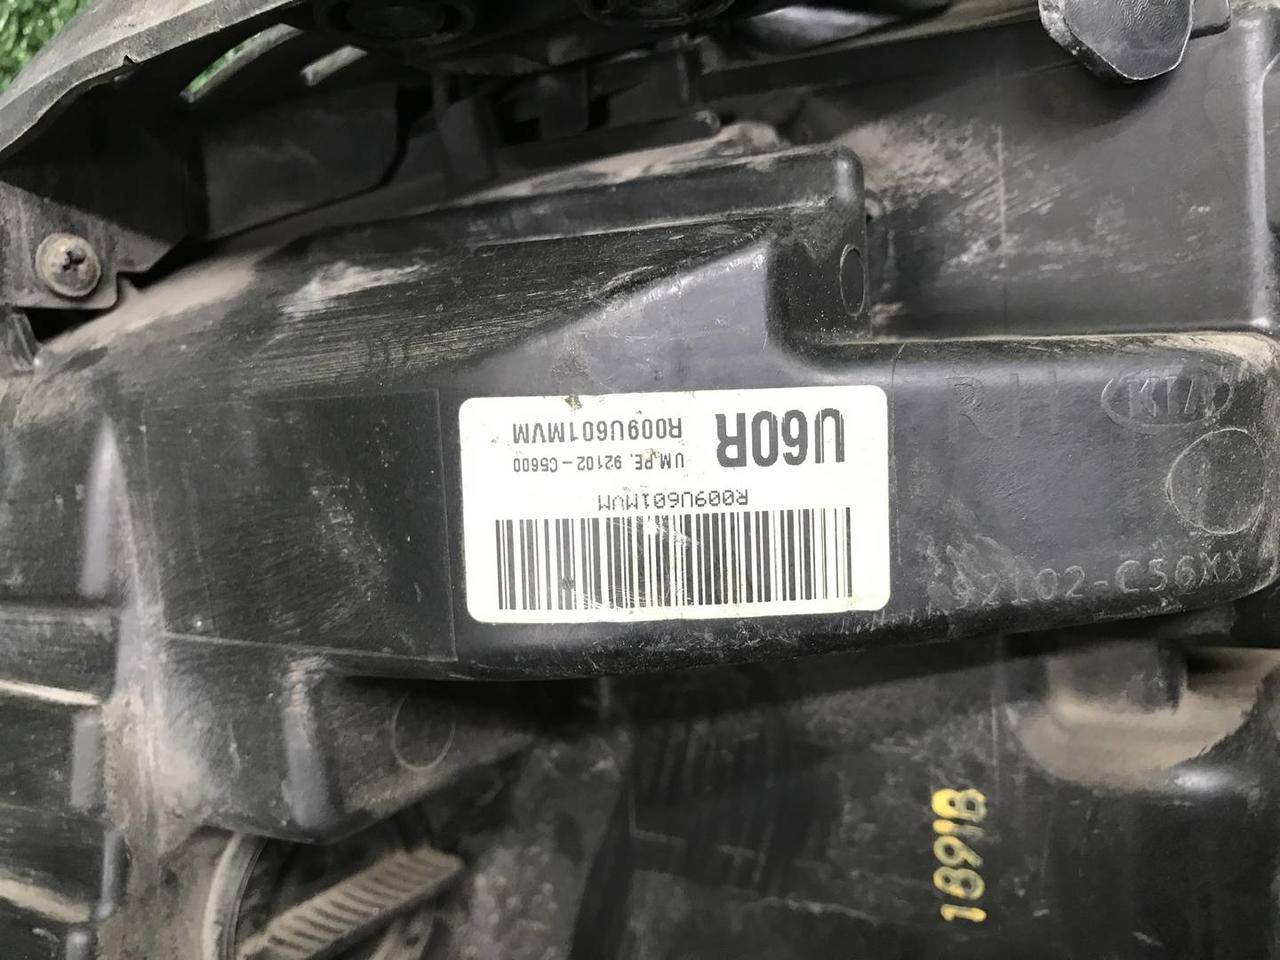 U60R
R009U601MVM
UM PE. 92102-C5600
R009U601MVM
RH KIA
92102-C56XX
1891B